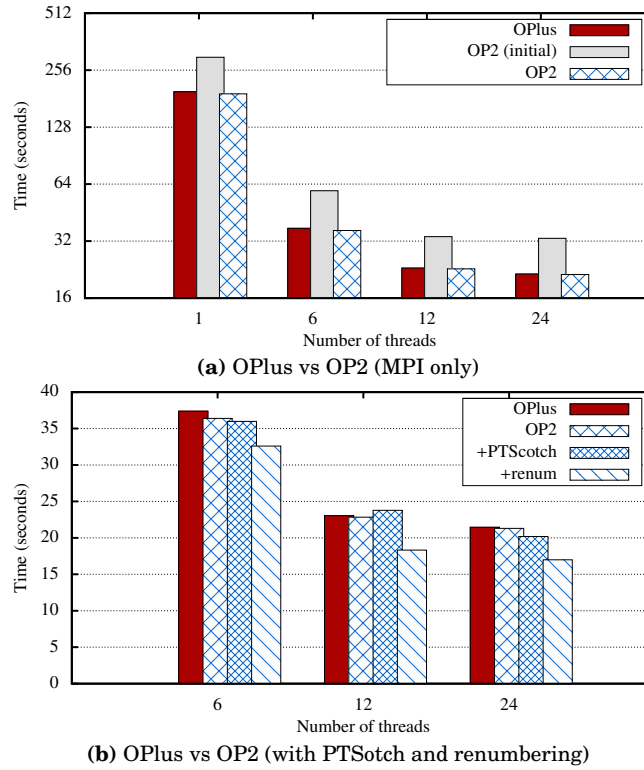 512
256
128
64
32
16
Time (seconds)
OPlus
OP2 (initial)
OP2
1 6 12 24
Number of threads
(a) OPlus vs OP2 (MPI only)
40
35
30
25
20
15
10
5
0
Time (seconds)
OPlus
OP2
+PTScotch
+renum
6 12 24
Number of threads
(b) OPlus vs OP2 (with PTSotch and renumbering)